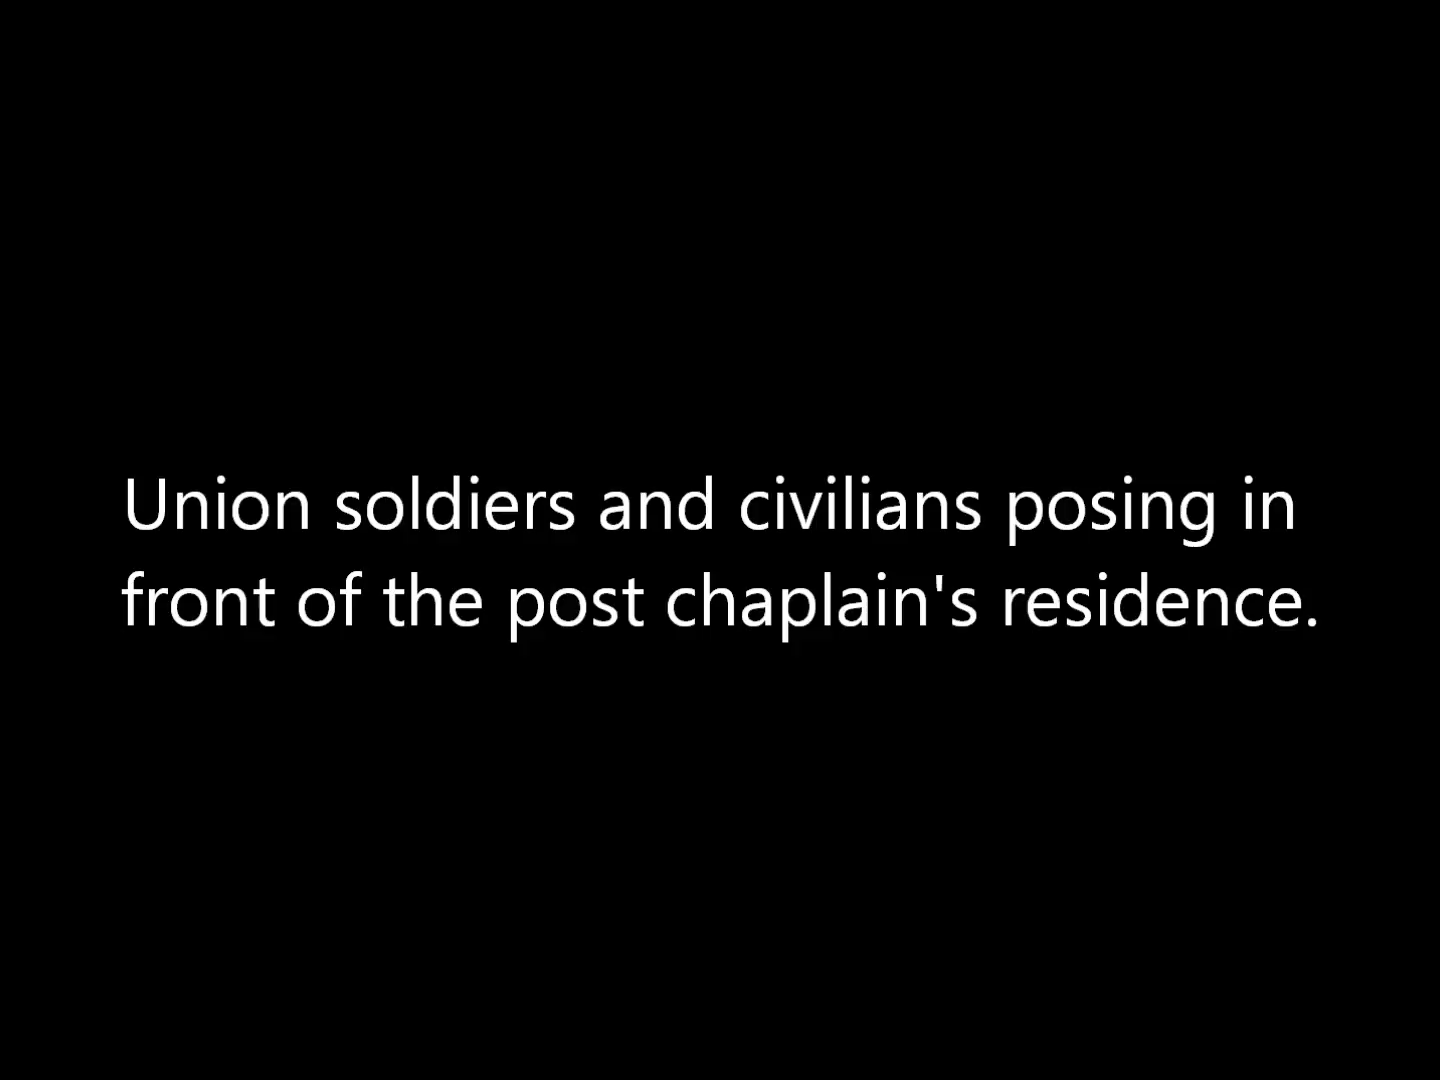 Union soldiers and civilians posing in
front of the post chaplain's residence.